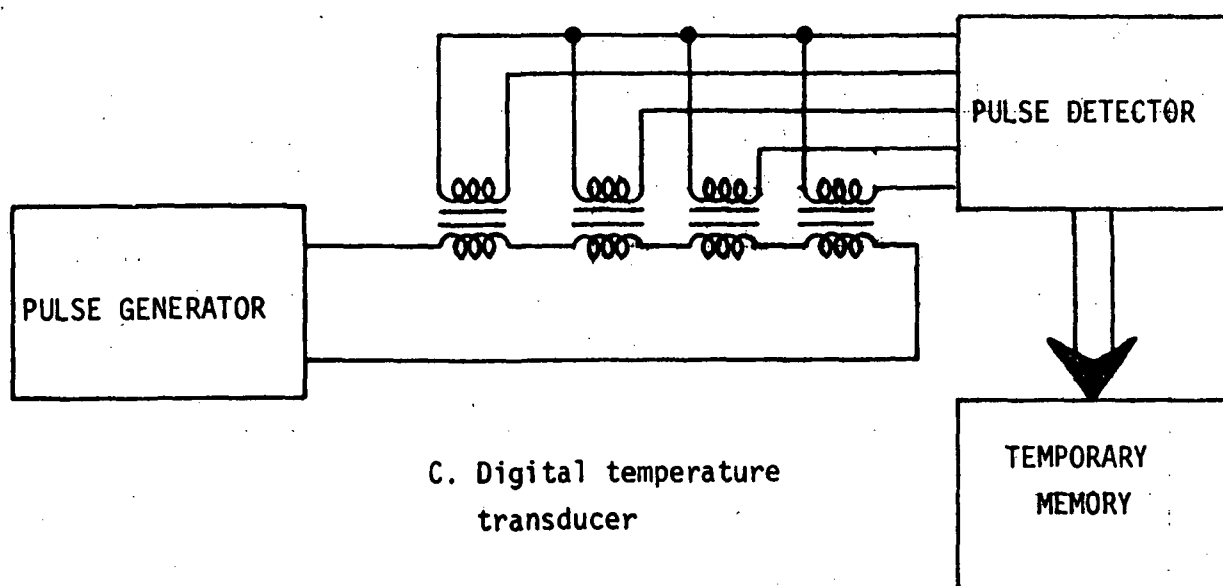 PULSE DETECTOR
PULSE GENERATOR
C. Digital temperature
transducer
TEMPORARY
MEMORY